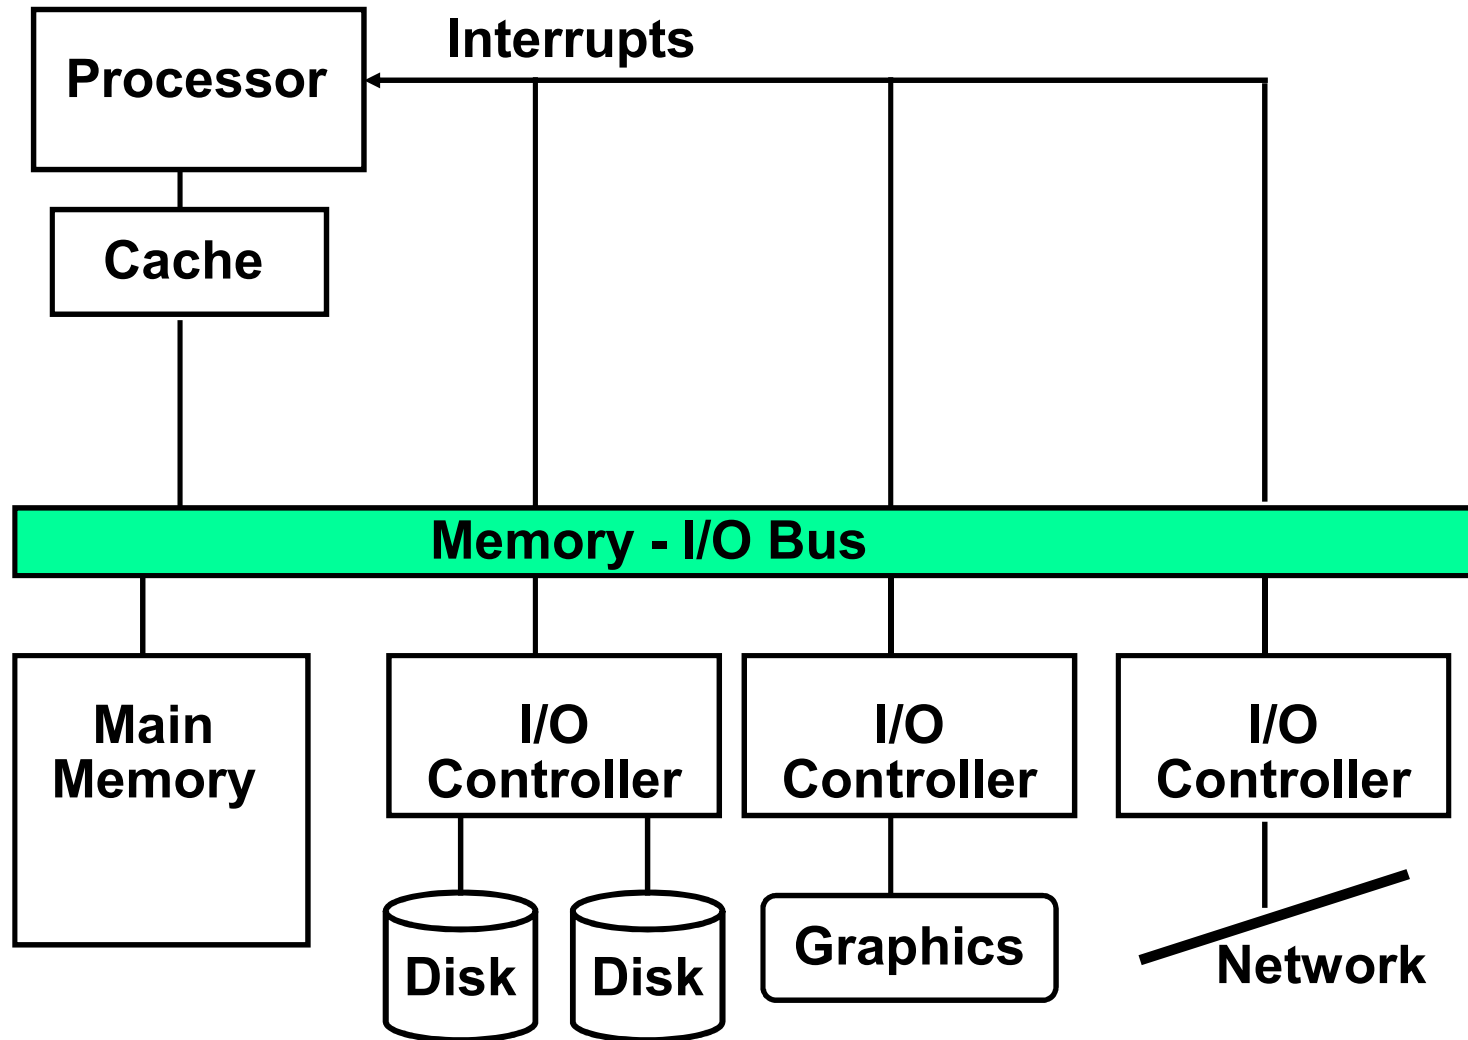 Interrupts
Processor
Cache
Memory - I/O Bus
Main
Memory
I/O
Controller
I/O
Controller
I/O
Controller
Disk
Disk
Graphics
Network